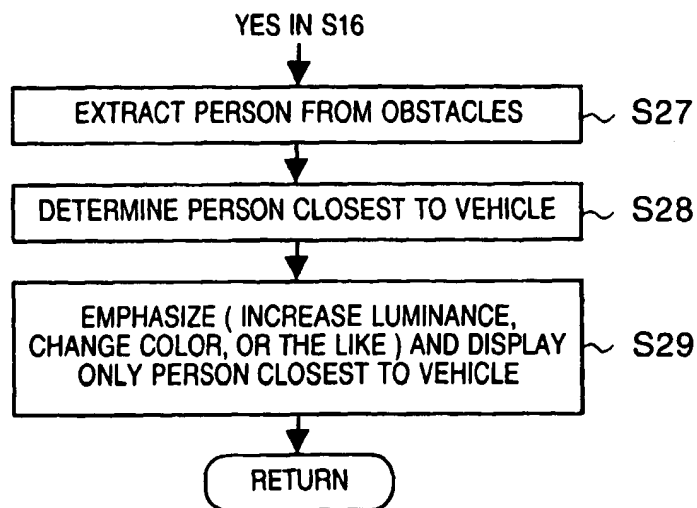 YES IN S16
EXTRACT PERSON FROM OBSTACLES
S27
DETERMINE PERSON CLOSEST TO VEHICLE
S28
EMPHASIZE ( INCREASE LUMINANCE,
CHANGE COLOR, OR THE LIKE ) AND DISPLAY
ONLY PERSON CLOSEST TO VEHICLE
S29
RETURN